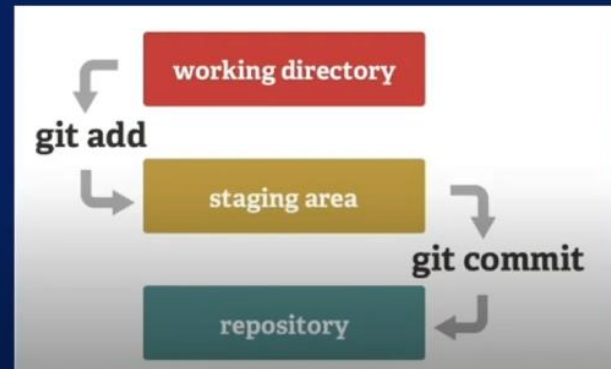 working directory
git add
staging area
git commit
repository